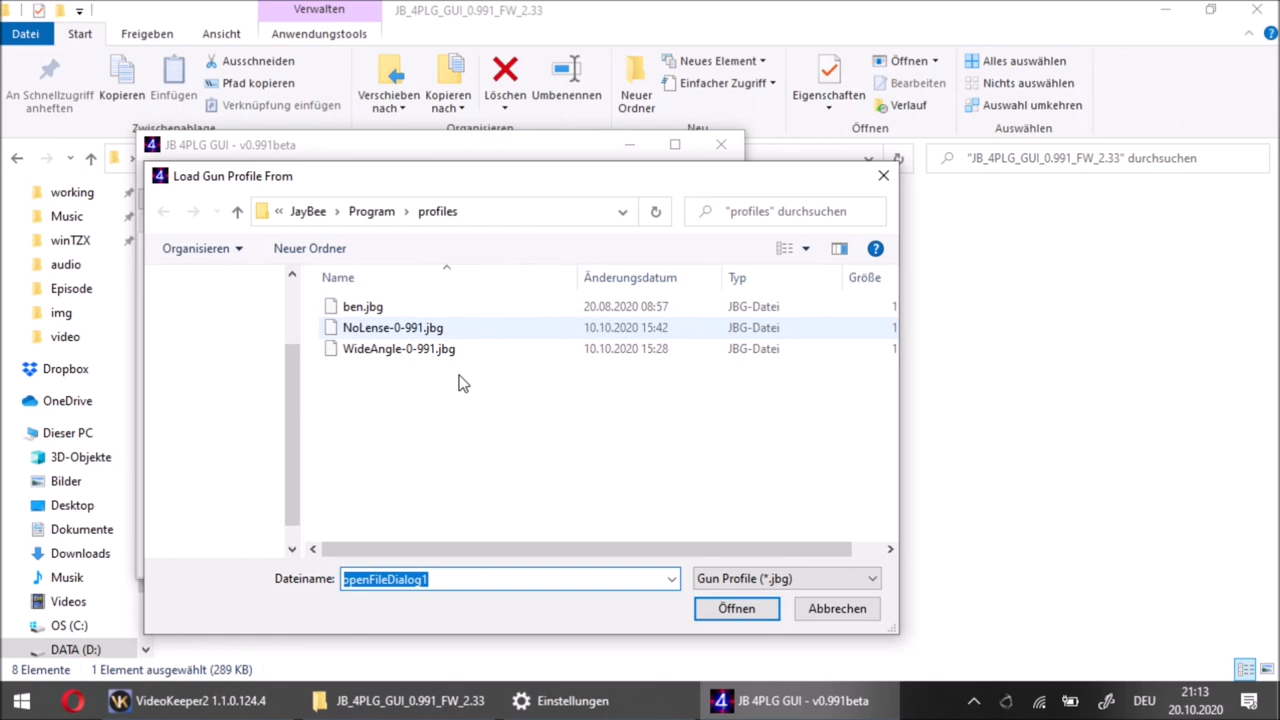 Verwalten
JB_4PLG_GUI_0.991_FW_2.33
Datei
Start
Freigeben
Ansicht
Anwendungstools
An Schnellzugriff anheften
Kopieren
Einfügen
Ausschneiden
Pfad kopieren
Verknüpfung einfügen
Zwischenablage
Verschieben nach
Kopieren nach
Löschen
Umbenennen
Organisieren
Neuer Ordner
Neues Element
Einfacher Zugriff
Neu
Eigenschaften
Öffnen
Bearbeiten
Verlauf
Öffnen
Alles auswählen
Nichts auswählen
Auswahl umkehren
Auswählen
"JB_4PLG_GUI_0.991_FW_2.33" durchsuchen
4 JB 4PLG GUI - v0.991beta
4 Load Gun Profile From
« JayBee › Program › profiles
"profiles" durchsuchen
Organisieren
Neuer Ordner
Name
Änderungsdatum
Typ
Größe
ben.jbg 20.08.2020 08:57 JBG-Datei 1
NoLense-0-991.jbg 10.10.2020 15:42 JBG-Datei 1
WideAngle-0-991.jbg 10.10.2020 15:28 JBG-Datei 1
Dateiname: openFileDialog1
Gun Profile (*.jbg)
Öffnen
Abbrechen
working
Music
winTZX
audio
Episode
img
video
Dropbox
OneDrive
Dieser PC
3D-Objekte
Bilder
Desktop
Dokumente
Downloads
Musik
Videos
OS (C:)
DATA (D:)
8 Elemente
1 Element ausgewählt (289 KB)
VideoKeeper2 1.1.0.124.4
JB_4PLG_GUI_0.991_FW_2.33
Einstellungen
4 JB 4PLG GUI - v0.991beta
DEU
21:13
20.10.2020